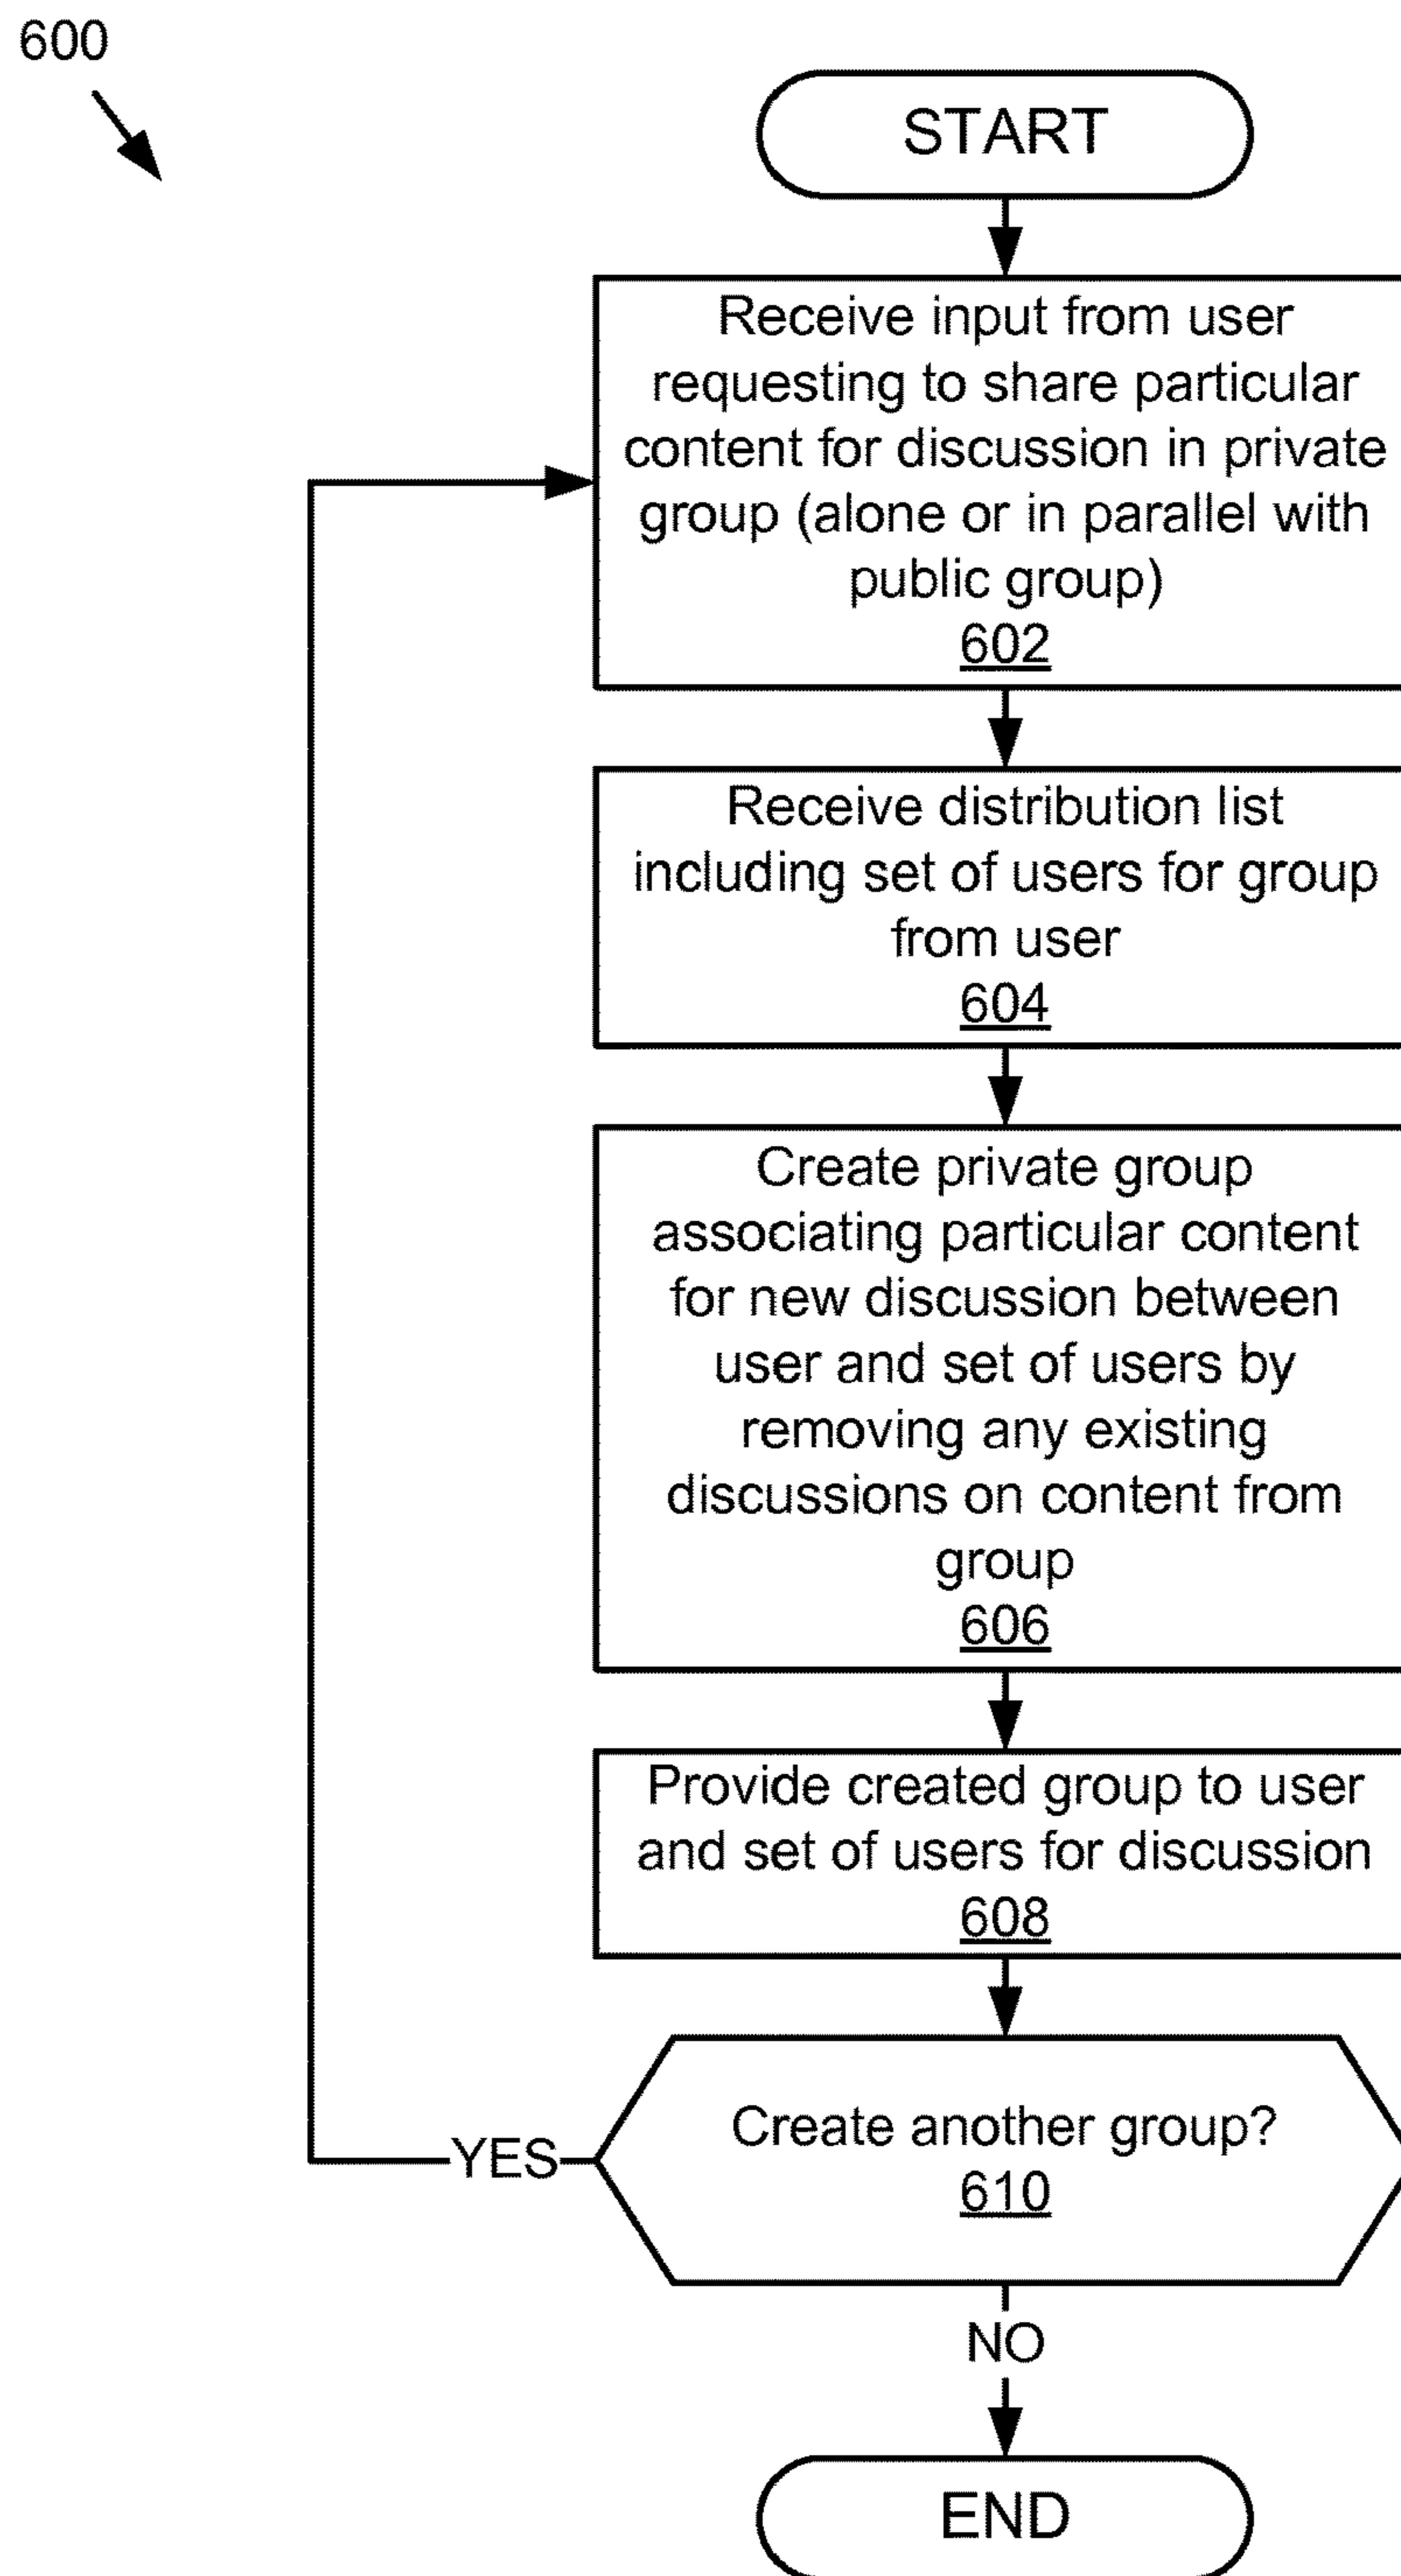 600
START
Receive input from user
requesting to share particular
content for discussion in private
group (alone or in parallel with
public group)
602
Receive distribution list
including set of users for group
from user
604
Create private group
associating particular content
for new discussion between
user and set of users by
removing any existing
discussions on content from
group
606
Provide created group to user
and set of users for discussion
608
Create another group?
610
YES
NO
END